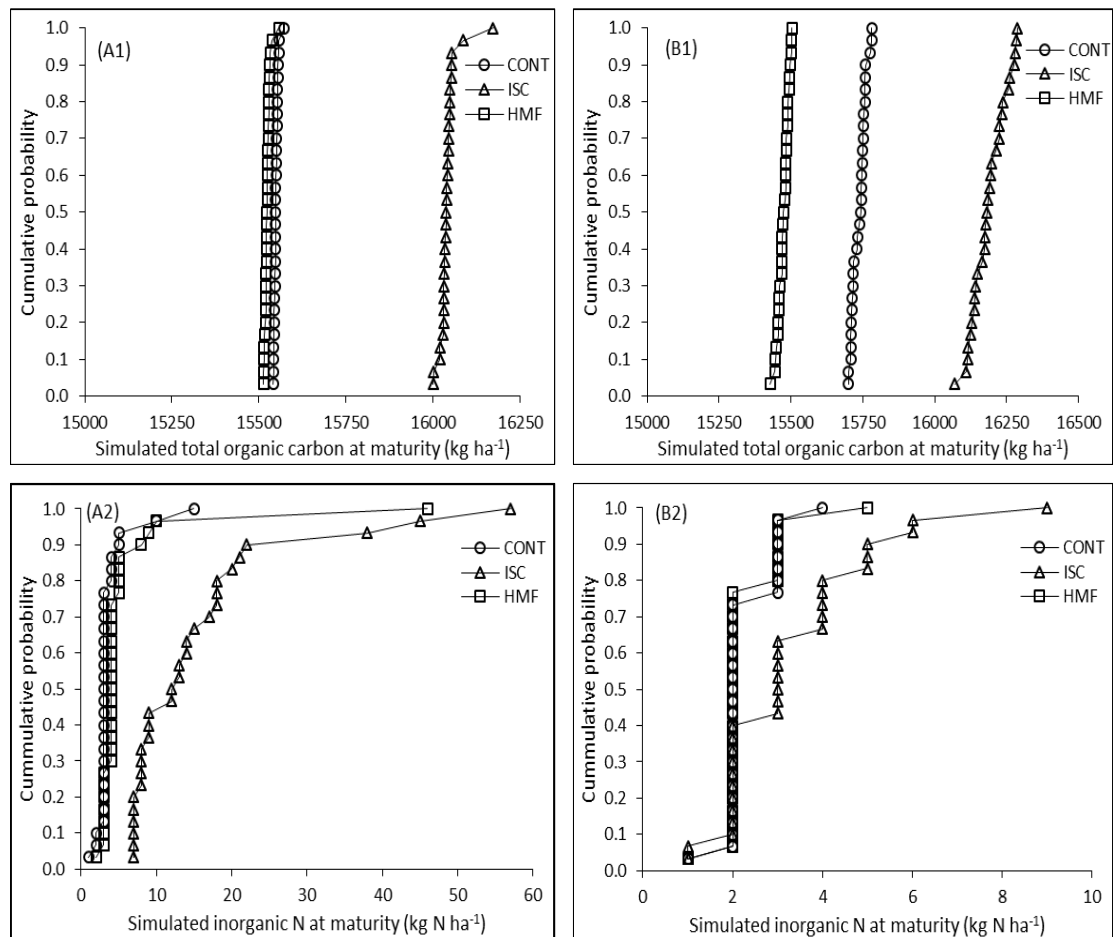 (A1)
Cumulative probability
1.0
0.9
0.8
0.7
0.6
0.5
0.4
0.3
0.2
0.1
0.0
CONT
ISC
HMF
15000 15250 15500 15750 16000 16250
Simulated total organic carbon at maturity (kg ha-1)
(B1)
Cumulative probability
1.0
0.9
0.8
0.7
0.6
0.5
0.4
0.3
0.2
0.1
0.0
CONT
ISC
HMF
15000 15250 15500 15750 16000 16250 16500
Simulated total organic carbon at maturity (kg ha-1)
(A2)
Cummulative probability
1.0
0.9
0.8
0.7
0.6
0.5
0.4
0.3
0.2
0.1
0.0
CONT
ISC
HMF
0 10 20 30 40 50 60
Simulated inorganic N at maturity (kg N ha-1)
(B2)
Cummulative probability
1.0
0.9
0.8
0.7
0.6
0.5
0.4
0.3
0.2
0.1
0.0
CONT
ISC
HMF
0 2 4 6 8 10
Simulated inorganic N at maturity (kg N ha-1)